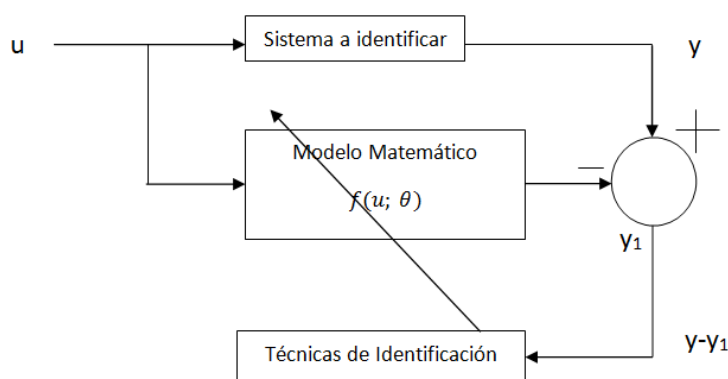 u
Sistema a identificar
y
Modelo Matemático
f(u; θ)
y₁
y-y₁
Técnicas de Identificación